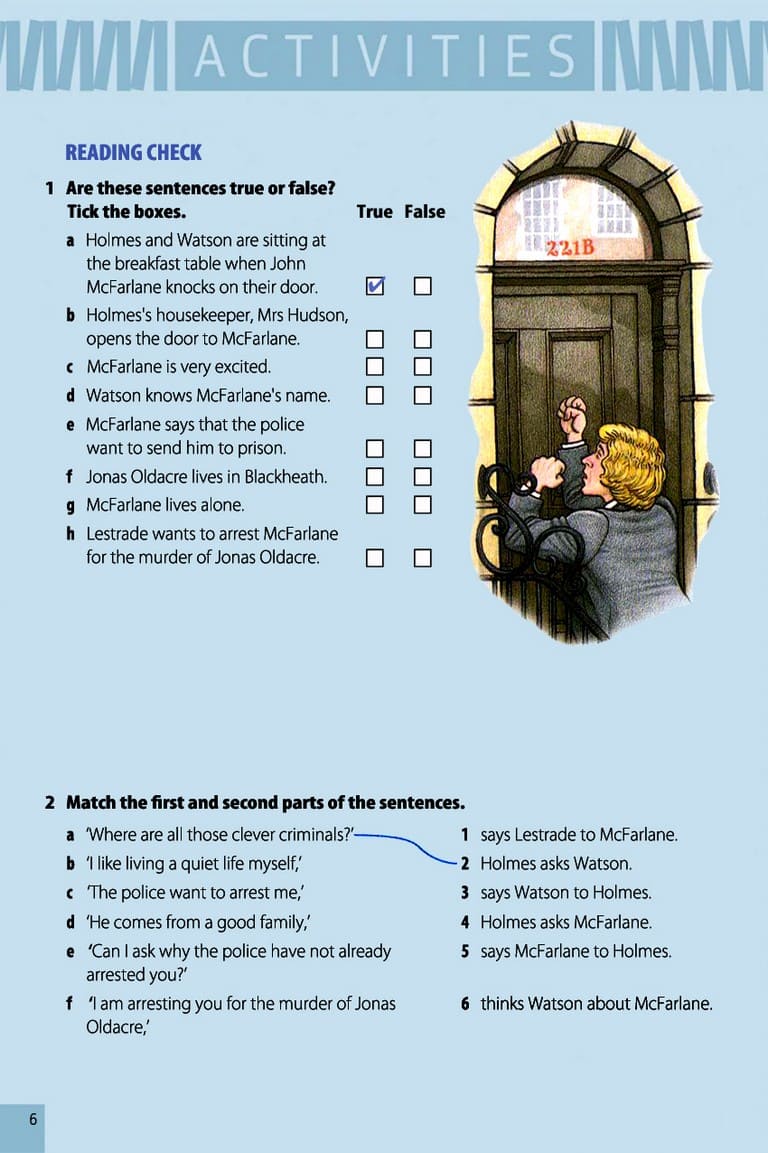 ACTIVITIES
READING CHECK
1 Are these sentences true or false?
Tick the boxes. True False
a Holmes and Watson are sitting at
the breakfast table when John
McFarlane knocks on their door.
b Holmes's housekeeper, Mrs Hudson,
opens the door to McFarlane.
c McFarlane is very excited.
d Watson knows McFarlane's name.
e McFarlane says that the police
want to send him to prison.
f Jonas Oldacre lives in Blackheath.
g McFarlane lives alone.
h Lestrade wants to arrest McFarlane
for the murder of Jonas Oldacre.
221B
2 Match the first and second parts of the sentences.
a 'Where are all those clever criminals?' 1 says Lestrade to McFarlane.
b 'I like living a quiet life myself,' 2 Holmes asks Watson.
c 'The police want to arrest me,' 3 says Watson to Holmes.
d 'He comes from a good family,' 4 Holmes asks McFarlane.
e 'Can I ask why the police have not already 5 says McFarlane to Holmes.
arrested you?'
f 'I am arresting you for the murder of Jonas 6 thinks Watson about McFarlane.
Oldacre,'
6